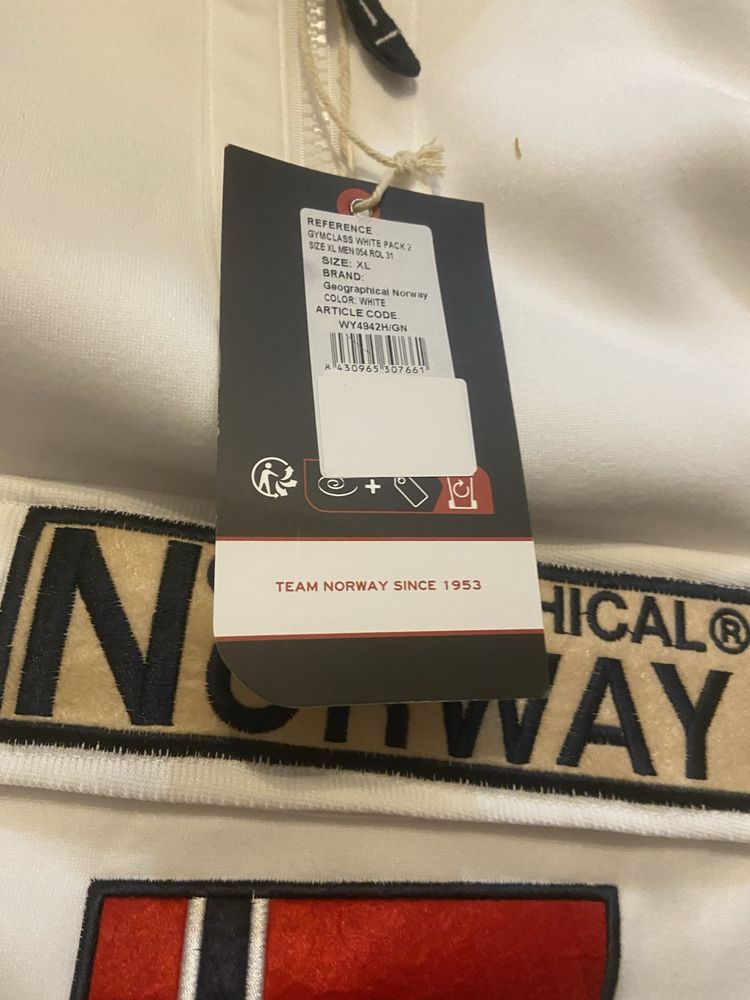 REFERENCE.
GYMCLASS WHITE PACK 2
SIZE XL MEN 054 ROL 31
SIZE: XL
BRAND:
Geographical Norway
COLOR: WHITE
ARTICLE CODE.
WY4942H/GN
8 430965 307661
TEAM NORWAY SINCE 1953
N
HICAL®
NORWAY